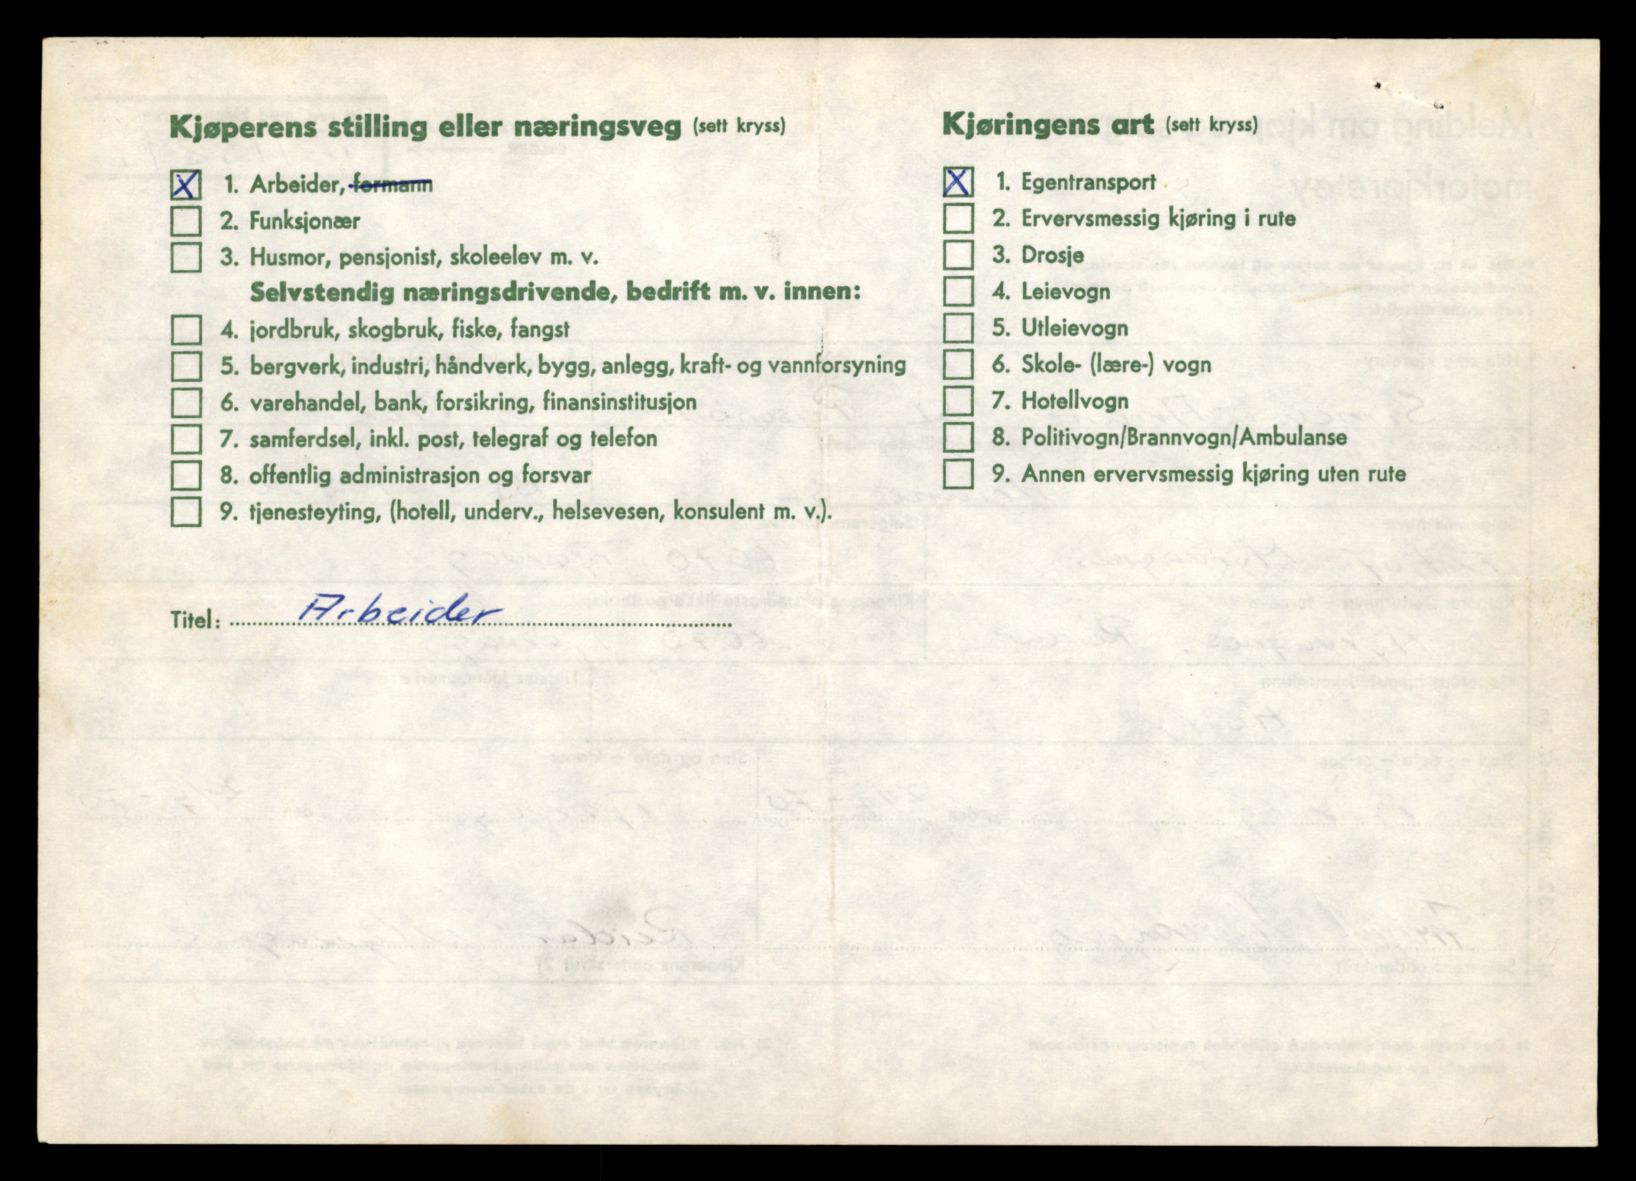 Kjøperens stilling eller næringsveg (sett kryss)
X 1. Arbeider, formann
2. Funksjonær
3. Husmor, pensjonist, skoleelev m. v.
Selvstendig næringsdrivende, bedrift m. v. innen:
4. jordbruk, skogbruk, fiske, fangst
5. bergverk, industri, håndverk, bygg, anlegg, kraft- og vannforsyning
6. varehandel, bank, forsikring, finansinstitusjon
7. samferdsel, inkl. post, telegraf og telefon
8. offentlig administrasjon og forsvar
9. tjenesteyting, (hotell, underv., helsevesen, konsulent m. v.).
Titel: Arbeider
Kjøringens art (sett kryss)
X 1. Egentransport
2. Ervervsmessig kjøring i rute
3. Drosje
4. Leievogn
5. Utleievogn
6. Skole- (lære-) vogn
7. Hotellvogn
8. Politivogn/Brannvogn/Ambulanse
9. Annen ervervsmessig kjøring uten rute